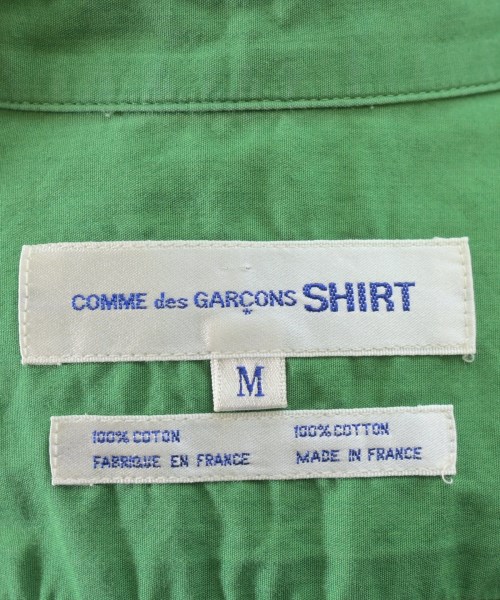 COMME des GARÇONS SHIRT
M
100% COTON 100% COTTON
FABRIQUE EN FRANCE MADE IN FRANCE